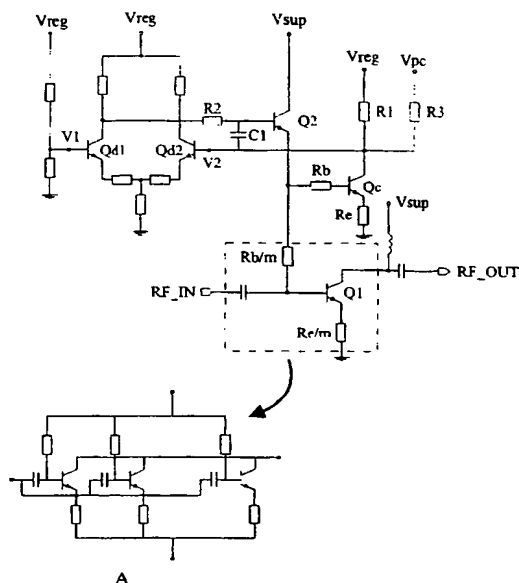 Vreg
Vreg
Vsup
Vreg
Vpc
R2
R1
R3
Q2
C1
V1
Qd1
Qd2
V2
Rb
Qc
Re
Vsup
Rb/m
RF_IN
Q1
RF_OUT
Re/m
A